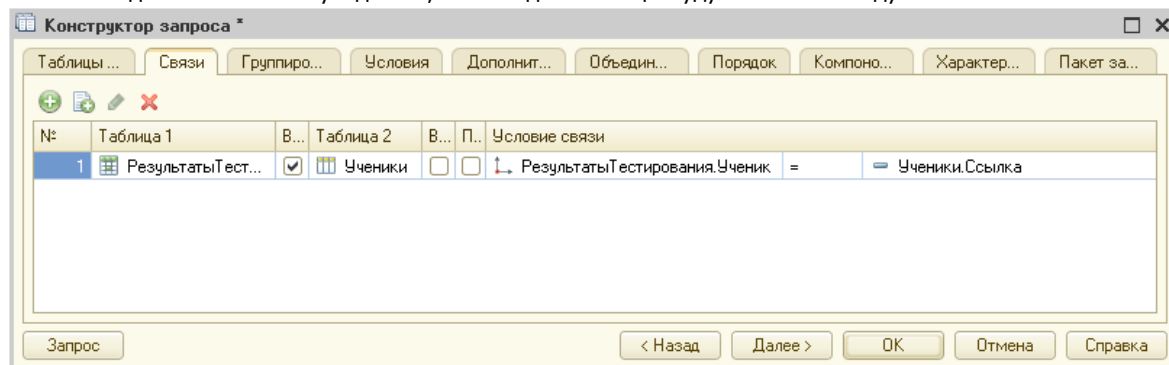 Конструктор запроса *
Таблицы ... Связи Группиро... Условия Дополнит... Объедин... Порядок Компоно... Характер... Пакет за...
№ Таблица 1 В... Таблица 2 В... П... Условие связи
1 РезультатыТест... Ученики РезультатыТестирования.Ученик = Ученики.Ссылка
Запрос < Назад Далее > OK Отмена Справка